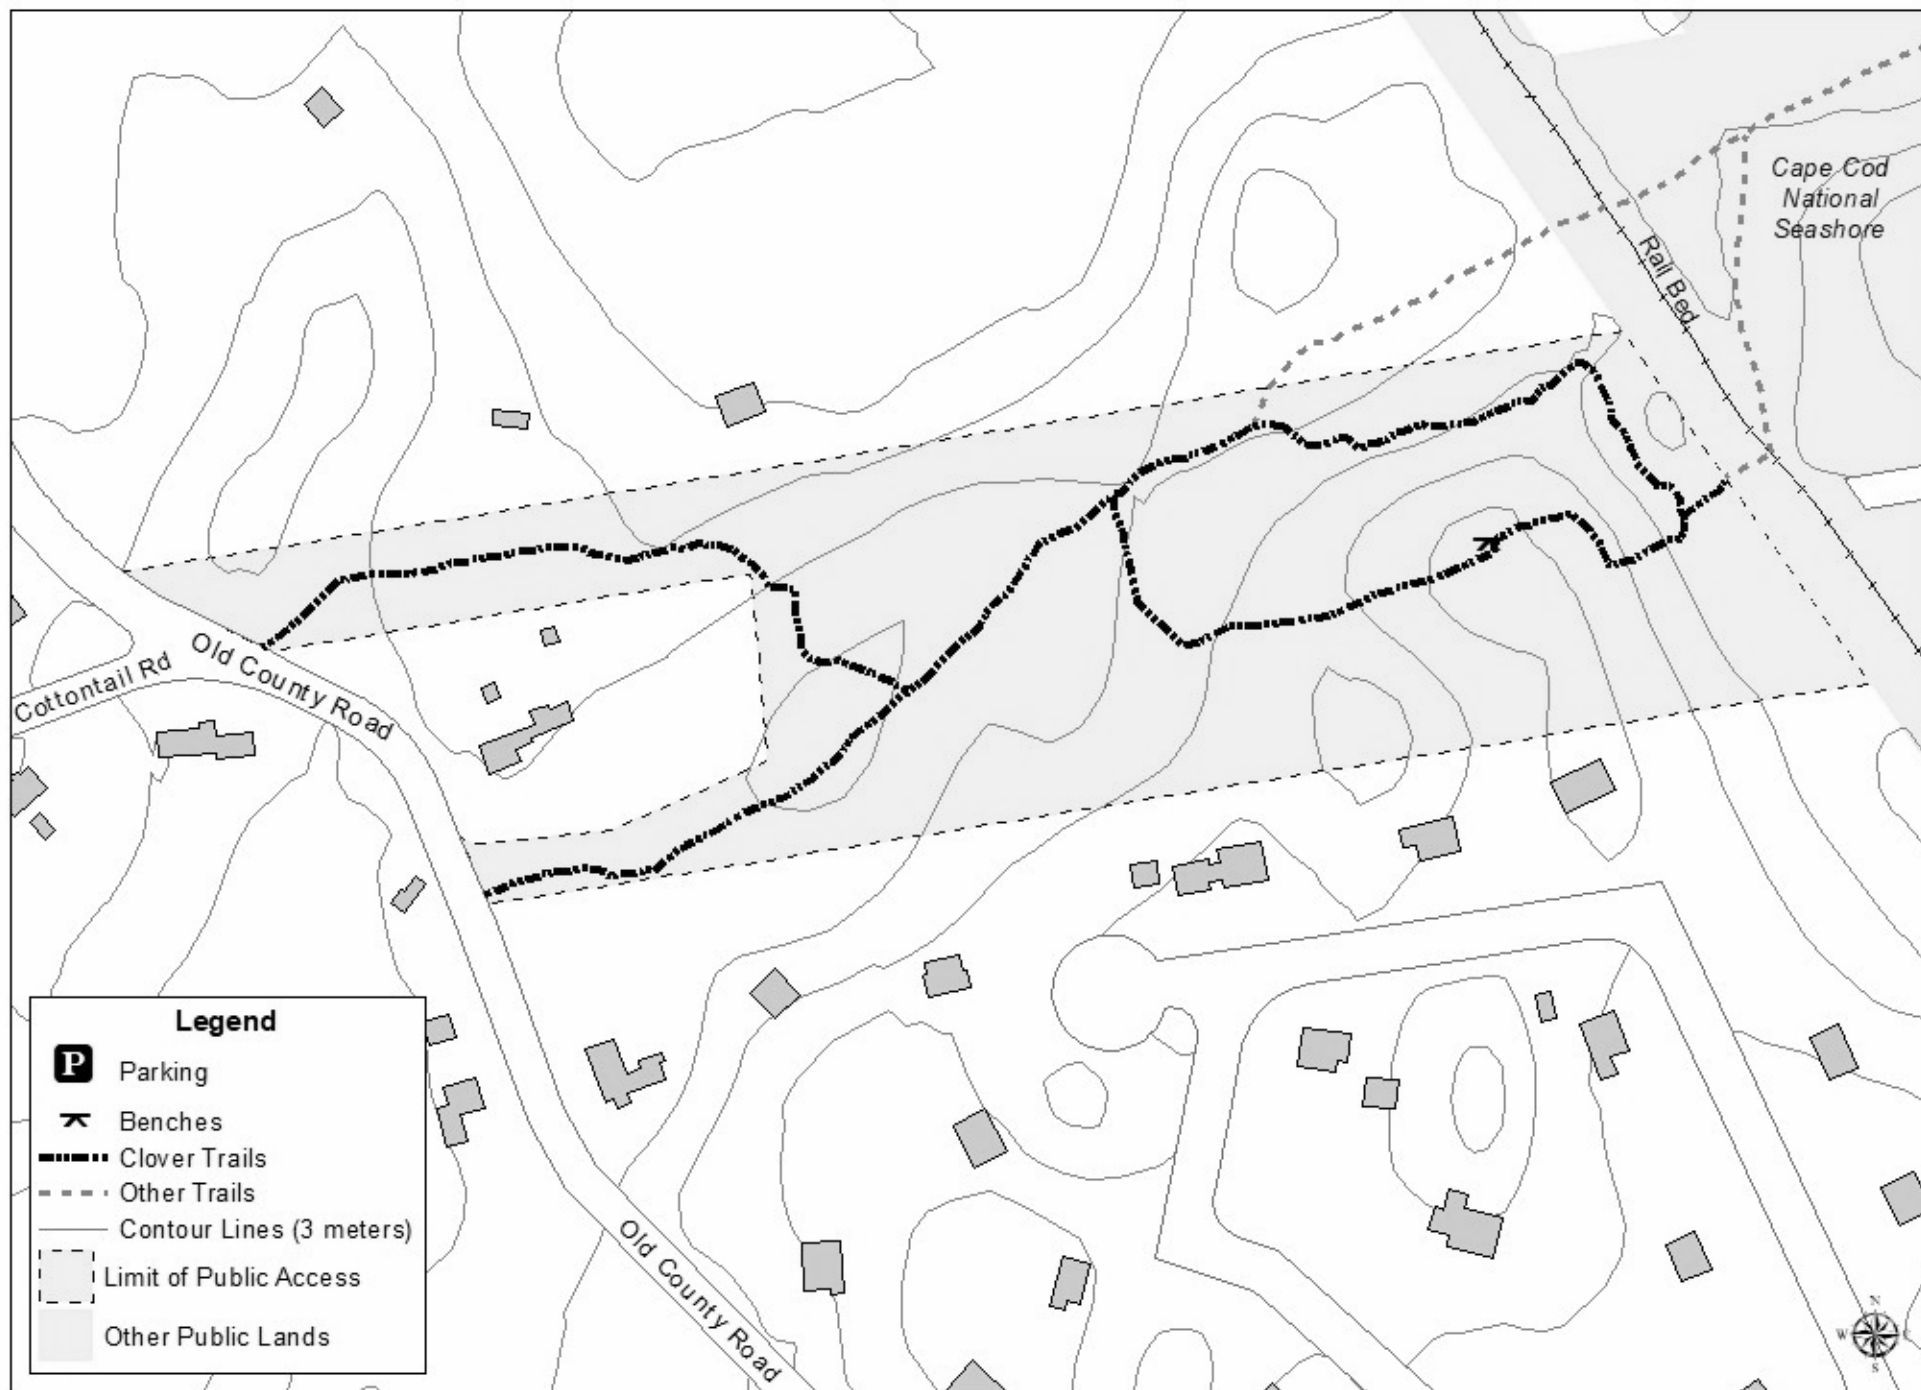 Cape Cod
National
Seashore
Rail Bed
Old County Road
Cottontail Rd
Legend
P
Parking
Benches
Clover Trails
Other Trails
Contour Lines (3 meters)
Limit of Public Access
Other Public Lands
Old County Road
N
W
S